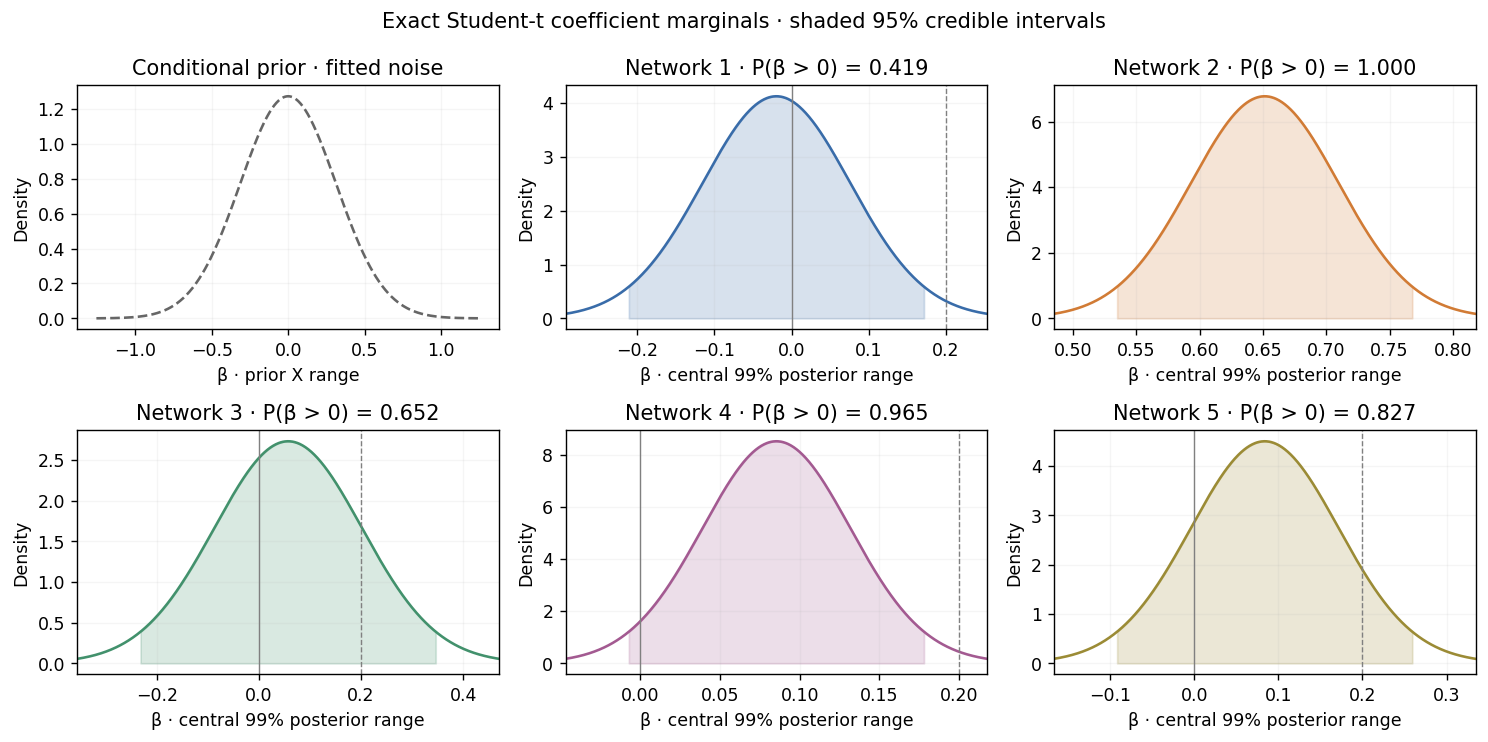 Exact Student-t coefficient marginals · shaded 95% credible intervals
Conditional prior · fitted noise
Density
1.2
1.0
0.8
0.6
0.4
0.2
0.0
−1.0 −0.5 0.0 0.5 1.0
β · prior X range
Network 1 · P(β > 0) = 0.419
Density
4
3
2
1
0
−0.2 −0.1 0.0 0.1 0.2
β · central 99% posterior range
Network 2 · P(β > 0) = 1.000
Density
6
4
2
0
0.50 0.55 0.60 0.65 0.70 0.75 0.80
β · central 99% posterior range
Network 3 · P(β > 0) = 0.652
Density
2.5
2.0
1.5
1.0
0.5
0.0
−0.2 0.0 0.2 0.4
β · central 99% posterior range
Network 4 · P(β > 0) = 0.965
Density
8
6
4
2
0
0.00 0.05 0.10 0.15 0.20
β · central 99% posterior range
Network 5 · P(β > 0) = 0.827
Density
4
3
2
1
0
−0.1 0.0 0.1 0.2 0.3
β · central 99% posterior range